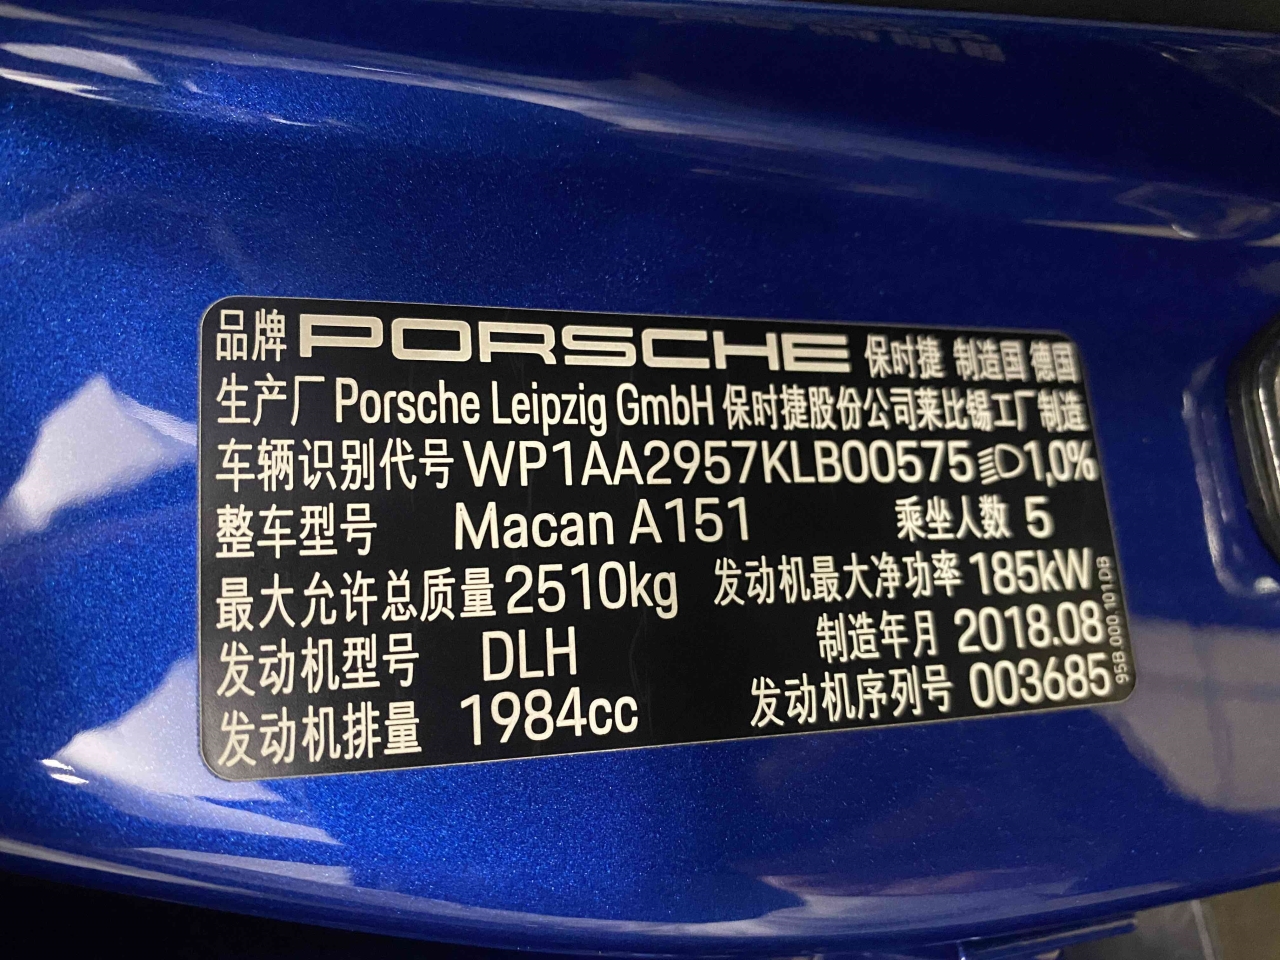 品牌 PORSCHE 保时捷 制造国 德国
生产厂 Porsche Leipzig GmbH 保时捷股份公司莱比锡工厂制造
车辆识别代号 WP1AA2957KLB00575 1,0%
整车型号 Macan A151 乘坐人数 5
最大允许总质量 2510kg 发动机最大净功率 185kW
发动机型号 DLH 制造年月 2018.08
发动机排量 1984cc 发动机序列号 003685
95B.000.101.DB